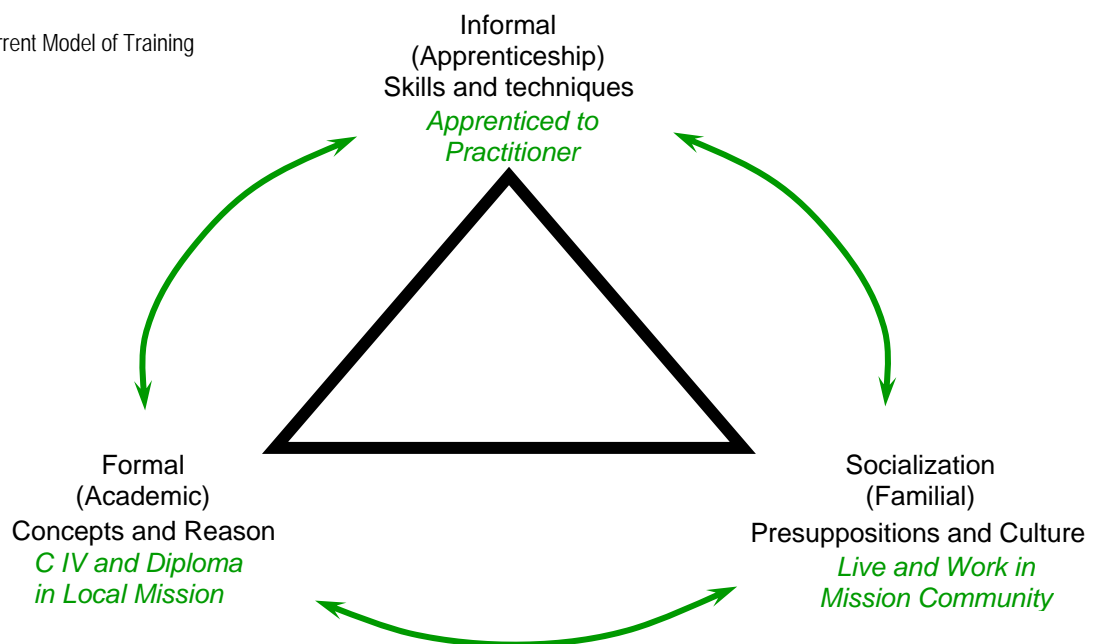 Informal
(Apprenticeship)
Skills and techniques
Apprenticed to
Practitioner
rrent Model of Training
Formal
(Academic)
Concepts and Reason
C IV and Diploma
in Local Mission
Socialization
(Familial)
Presuppositions and Culture
Live and Work in
Mission Community